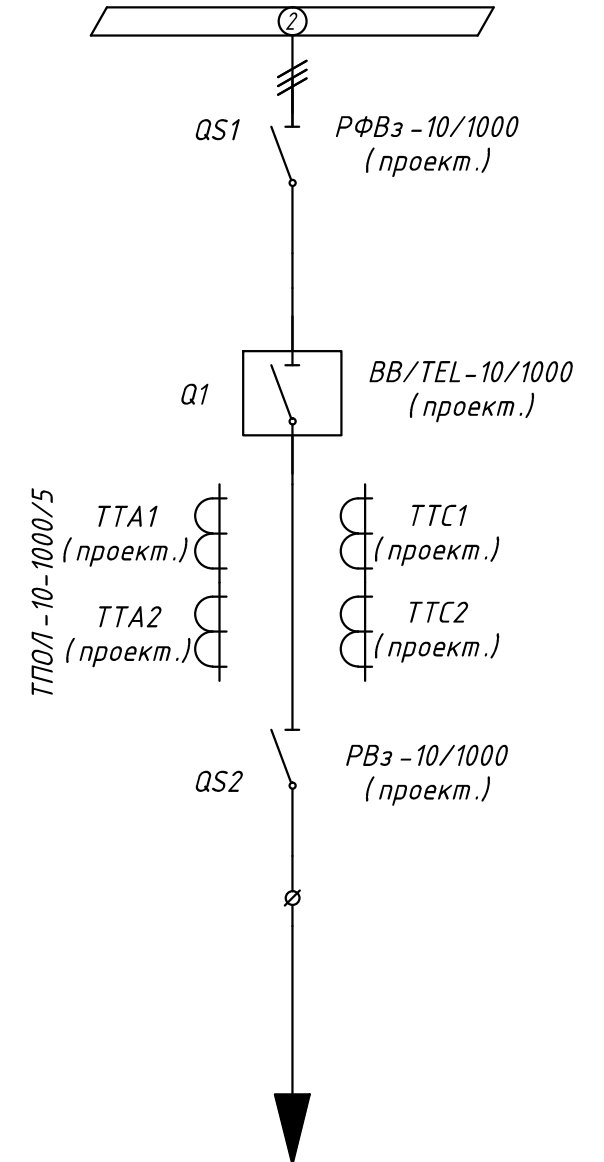 2
QS1
РФВз-10/1000
(проект.)
Q1
ВВ/TEL-10/1000
(проект.)
ТПОЛ-10-1000/5
ТТА1
(проект.)
ТТС1
(проект.)
ТТА2
(проект.)
ТТС2
(проект.)
QS2
РВз-10/1000
(проект.)